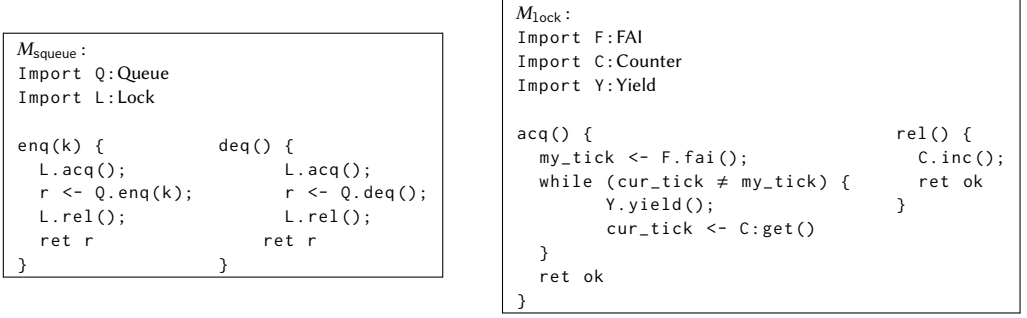 M_squeue :
Import Q:Queue
Import L:Lock
enq(k) {
L.acq();
r <- Q.enq(k);
L.rel();
ret r
}
deq() {
L.acq();
r <- Q.deq();
L.rel();
ret r
}
M_lock :
Import F:FAI
Import C:Counter
Import Y:Yield
acq() {
my_tick <- F.fai();
while (cur_tick ≠ my_tick) {
Y.yield();
cur_tick <- C:get()
}
ret ok
}
rel() {
C.inc();
ret ok
}